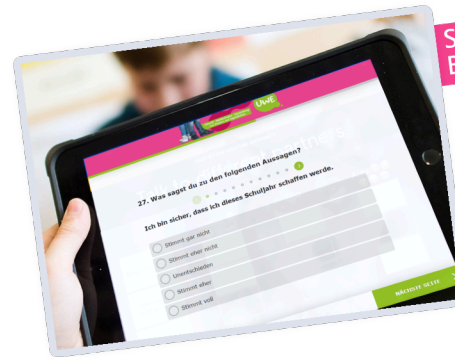 S
E
UWE
27. Was sagst du zu den folgenden Aussagen?
Ich bin sicher, dass ich dieses Schuljahr schaffen werde.
Stimmt gar nicht
Stimmt eher nicht
Unentschieden
Stimmt eher
Stimmt voll
NÄCHSTE SEITE